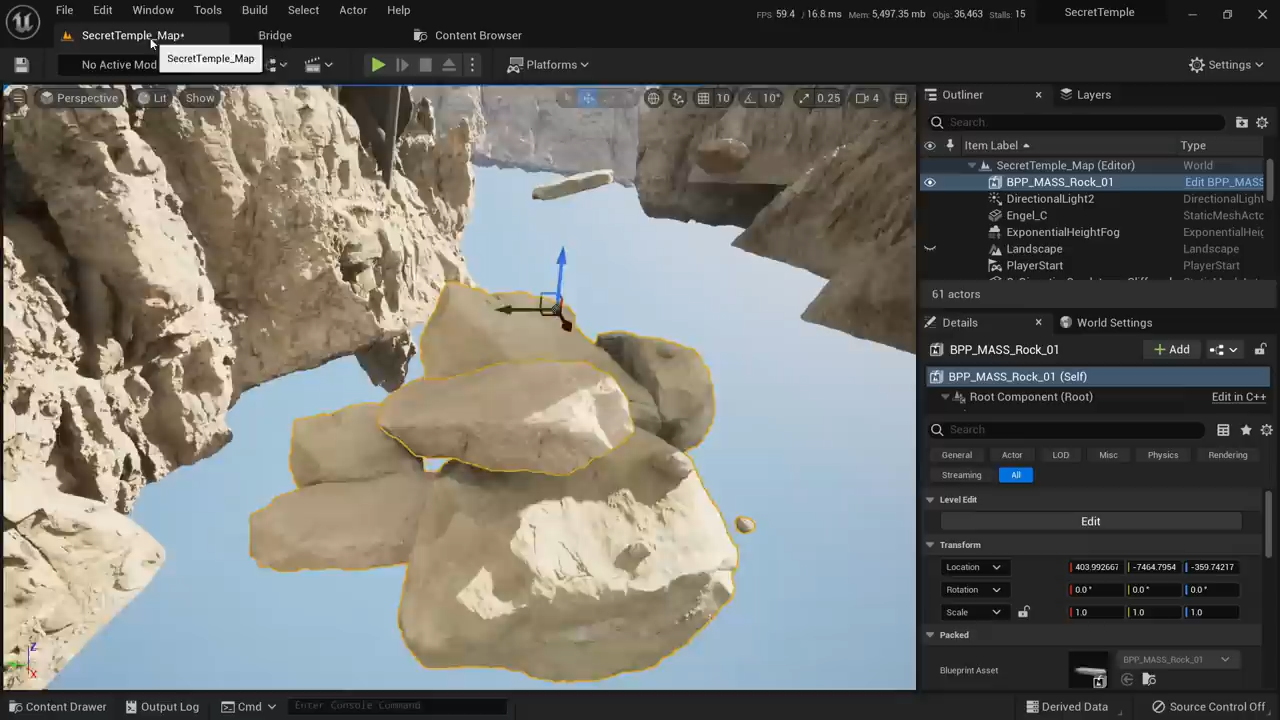 File Edit Window Tools Build Select Actor Help
FPS: 59.4 / 16.8 ms Mem: 5,497.35 mb Objs: 36,463 Stalls: 15 SecretTemple
SecretTemple_Map• Bridge Content Browser
No Active Mod SecretTemple_Map Platforms Settings
Perspective Lit Show 10 10° 0.25 4
Outliner Layers
Search.
Item Label Type
SecretTemple_Map (Editor) World
BPP_MASS_Rock_01 Edit BPP_MASS
DirectionalLight2 DirectionalLight
Engel_C StaticMeshActo
ExponentialHeightFog ExponentialHeig
Landscape Landscape
PlayerStart PlayerStart
61 actors
Details World Settings
BPP_MASS_Rock_01 Add
BPP_MASS_Rock_01 (Self)
Root Component (Root) Edit in C++
Search
General Actor LOD Misc Physics Rendering
Streaming All
Level Edit
Edit
Transform
Location 403.992667 -7464.7954 -359.74217
Rotation 0.0 ° 0.0 ° 0.0 °
Scale 1.0 1.0 1.0
Packed
Blueprint Asset BPP_MASS_Rock_01
Z
X
Content Drawer Output Log Cmd Enter Console Command Derived Data Source Control Off